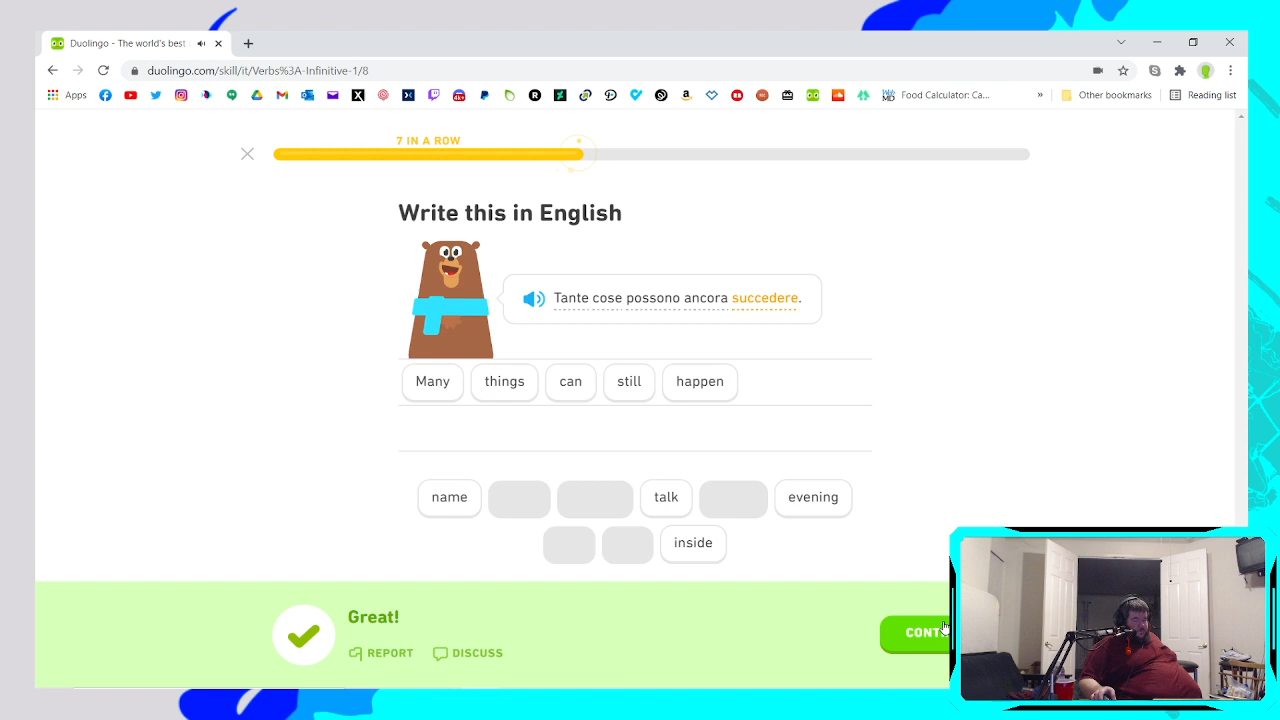 Duolingo - The world's best
duolingo.com/skill/it/Verbs%3A-Infinitive-1/8
Apps
Food Calculator: Ca...
»
Other bookmarks
Reading list
7 IN A ROW
Write this in English
Tante cose possono ancora succedere.
Many things can still happen
name talk evening
inside
Great!
REPORT DISCUSS
CONT